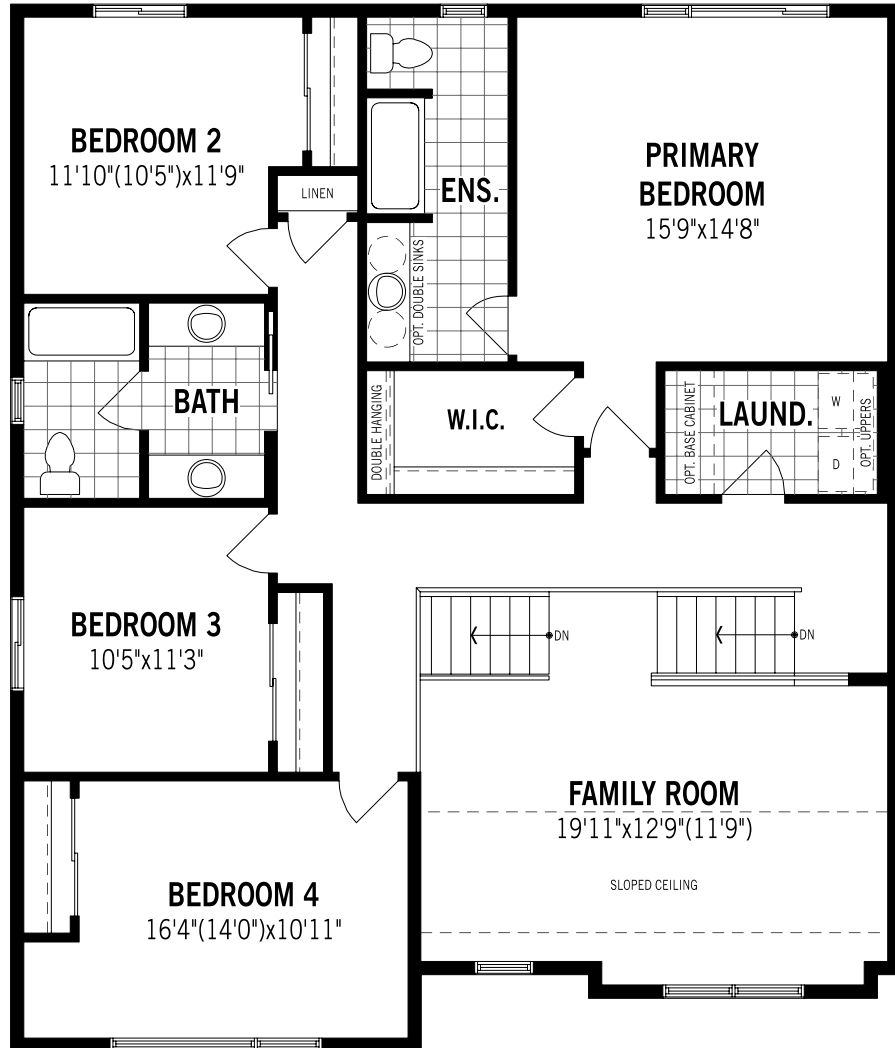 BEDROOM 2
11'10"(10'5")x11'9"
LINEN
ENS.
OPT. DOUBLE SINKS
PRIMARY
BEDROOM
15'9"x14'8"
BATH
DOUBLE HANGING
W.I.C.
OPT. BASE CABINET
LAUND.
W
D
OPT. UPPERS
BEDROOM 3
10'5"x11'3"
DN
DN
FAMILY ROOM
19'11"x12'9"(11'9")
SLOPED CEILING
BEDROOM 4
16'4"(14'0")x10'11"